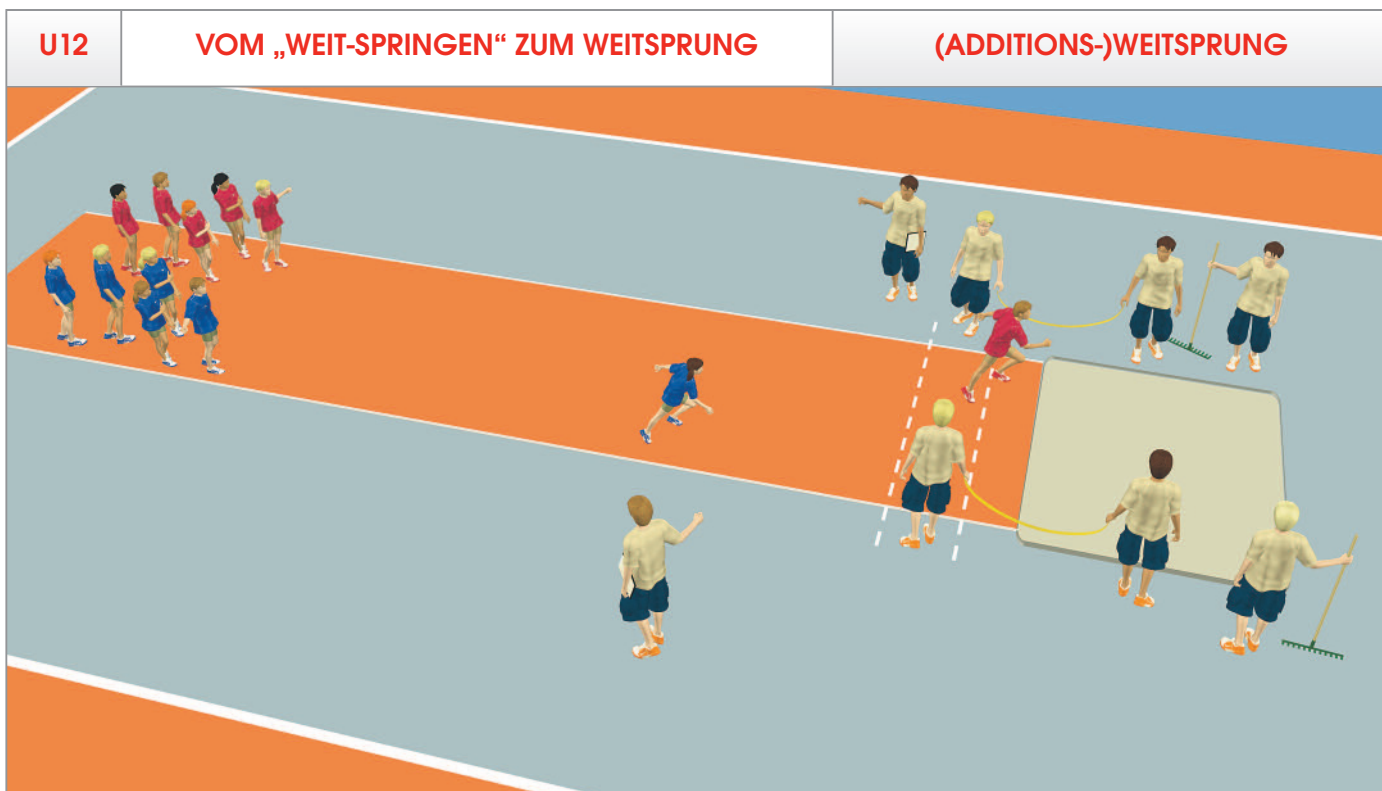 U12
VOM „WEIT-SPRINGEN“ ZUM WEITSPRUNG
(ADDITIONS-)WEITSPRUNG